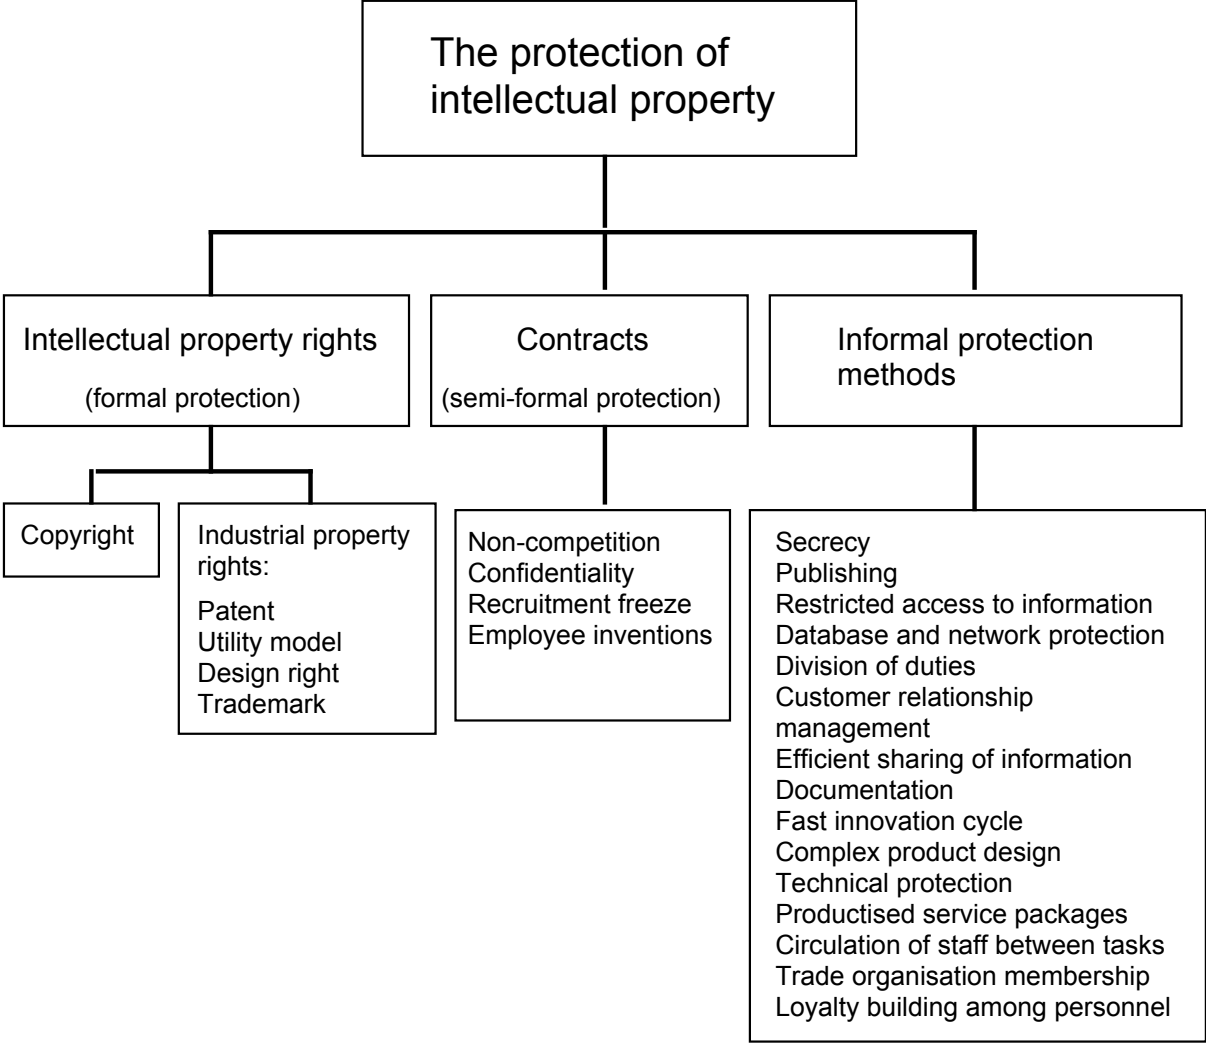 The protection of
intellectual property
Intellectual property rights
(formal protection)
Contracts
(semi-formal protection)
Informal protection
methods
Copyright
Industrial property
rights:
Patent
Utility model
Design right
Trademark
Non-competition
Confidentiality
Recruitment freeze
Employee inventions
Secrecy
Publishing
Restricted access to information
Database and network protection
Division of duties
Customer relationship
management
Efficient sharing of information
Documentation
Fast innovation cycle
Complex product design
Technical protection
Productised service packages
Circulation of staff between tasks
Trade organisation membership
Loyalty building among personnel